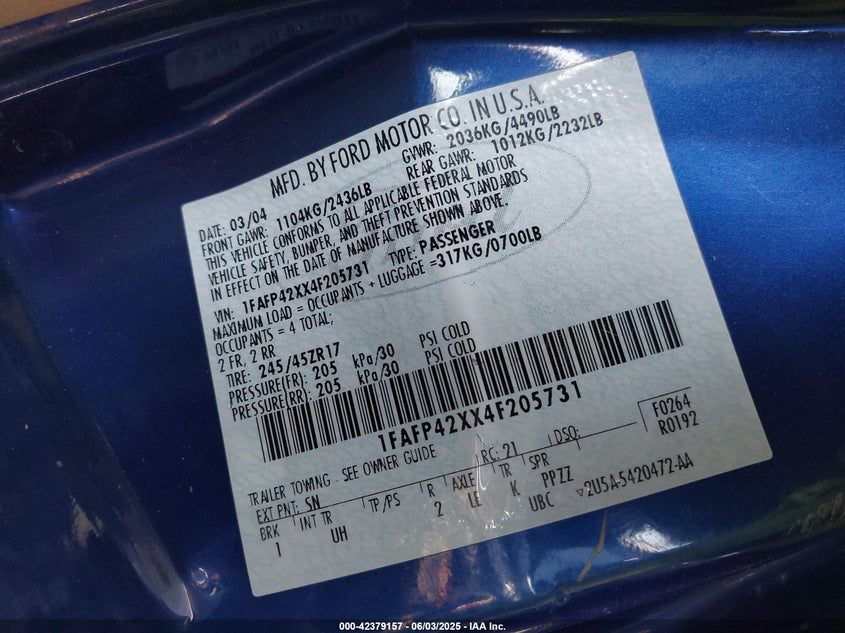 MFD. BY FORD MOTOR CO. IN U.S.A.
DATE: 03/04 GVWR: 2036KG/4490LB
FRONT GAWR: 1104KG/2436LB REAR GAWR: 1012KG/2232LB
THIS VEHICLE CONFORMS TO ALL APPLICABLE FEDERAL MOTOR
VEHICLE SAFETY, BUMPER, AND THEFT PREVENTION STANDARDS
IN EFFECT ON THE DATE OF MANUFACTURE SHOWN ABOVE.
VIN: 1FAFP42XX4F205731 TYPE: PASSENGER
MAXIMUM LOAD = OCCUPANTS + LUGGAGE =317KG/0700LB
OCCUPANTS = 4 TOTAL;
2 FR, 2 RR
TIRE: 245/45ZR17
PRESSURE(FR): 205 kPa/30 PSI COLD
PRESSURE(RR): 205 kPa/30 PSI COLD
1FAFP42XX4F205731
TRAILER TOWING - SEE OWNER GUIDE F0264
EXT PNT: SN RC: 21 DSO: R0192
BRK INT TR TP/PS R AXLE TR SPR
1 UH 2 LE K PPZZ
UBC ▽2U5A-5420472-AA
000-42379157 - 06/03/2025 - IAA Inc.